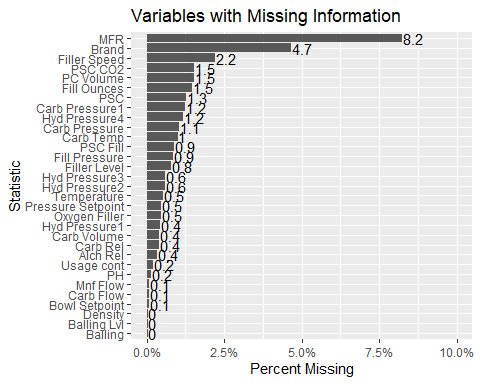 Variables with Missing Information
Statistic
MFR 8.2
Brand 4.7
Filler Speed 2.2
PSC CO2 1.5
PC Volume 1.5
Fill Ounces 1.5
PSC 1.3
Carb Pressure1 1.2
Hyd Pressure4 1.2
Carb Pressure 1.1
Carb Temp 1
PSC Fill 0.9
Fill Pressure 0.9
Filler Level 0.8
Hyd Pressure3 0.6
Hyd Pressure2 0.6
Temperature 0.5
Pressure Setpoint 0.5
Oxygen Filler 0.5
Hyd Pressure1 0.4
Carb Volume 0.4
Carb Rel 0.4
Alch Rel 0.4
Usage cont 0.2
PH 0.2
Mnf Flow 0.1
Carb Flow 0.1
Bowl Setpoint 0.1
Density 0
Balling Lvl 0
Balling 0
0.0% 2.5% 5.0% 7.5% 10.0%
Percent Missing